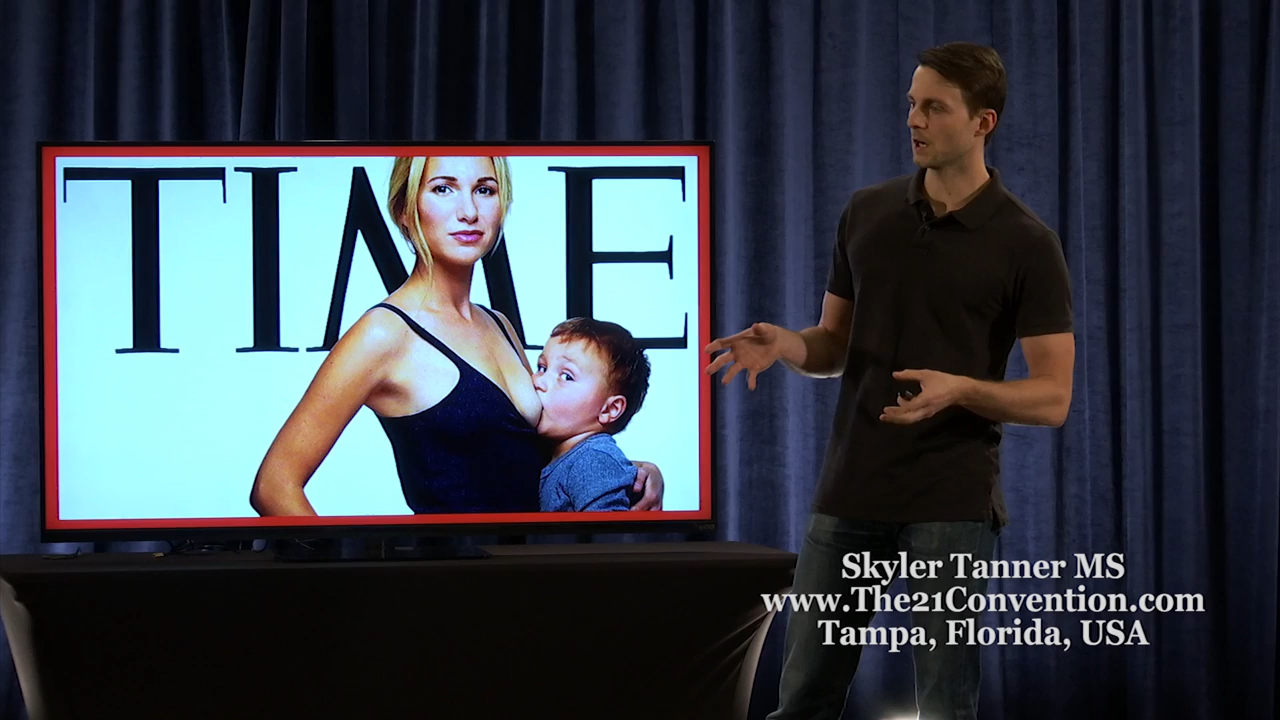 TIME
Skyler Tanner MS
www.The21Convention.com
Tampa, Florida, USA